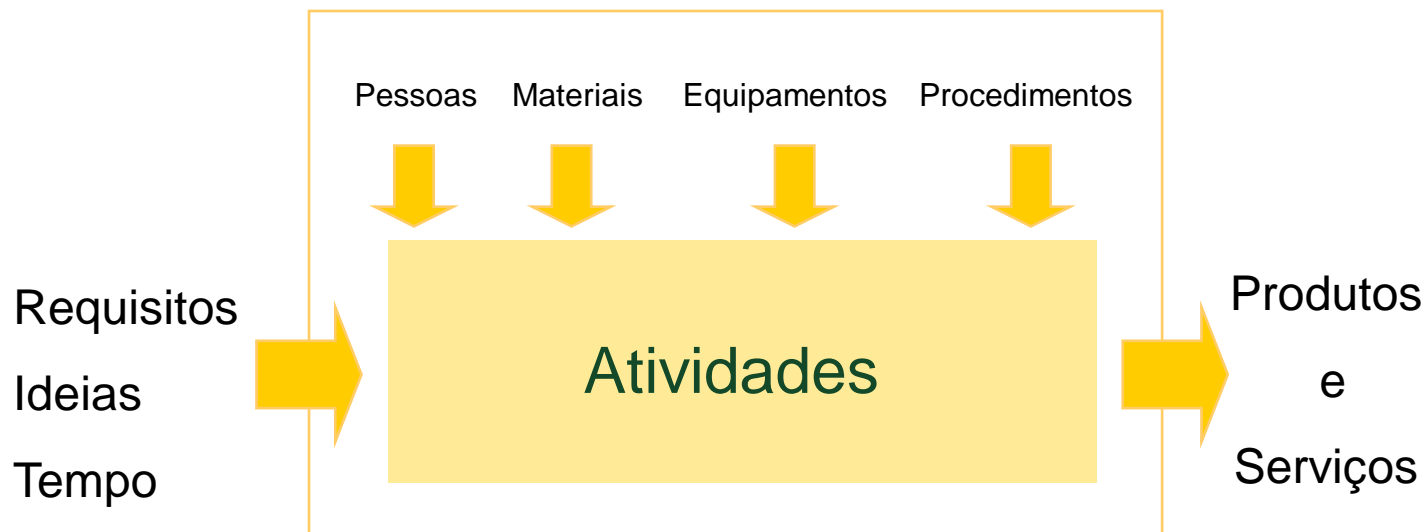 Pessoas Materiais Equipamentos Procedimentos
Requisitos
Ideias
Tempo
Atividades
Produtos
e
Serviços